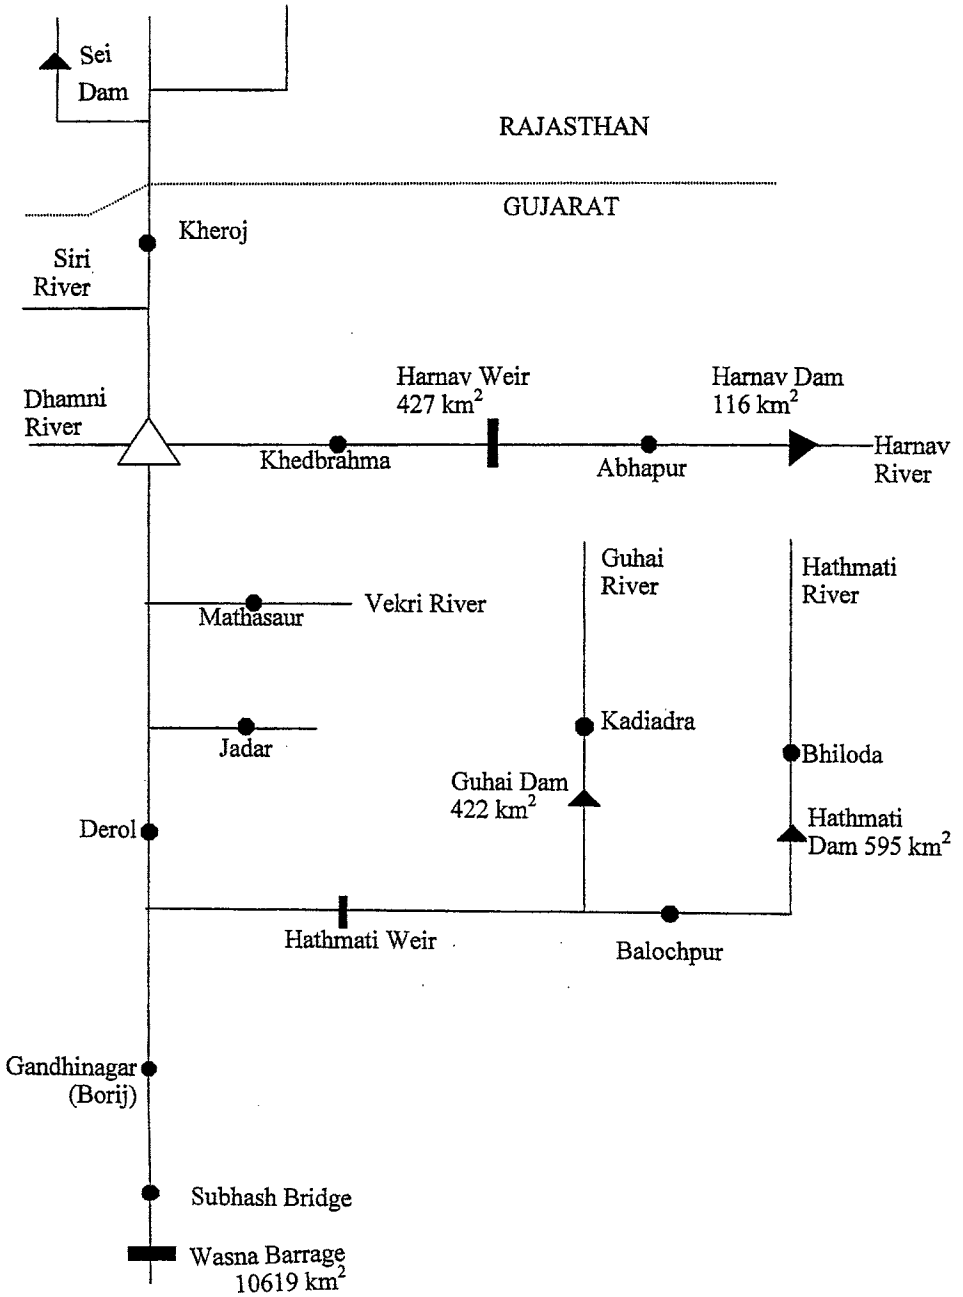 Sei
Dam
RAJASTHAN
GUJARAT
Kheroj
Siri
River
Harnav Weir
427 km²
Harnav Dam
116 km²
Dhamni
River
Khedbrahma
Abhapur
Harnav
River
Guhai
River
Hathmati
River
Mathasaur
Vekri River
Kadiadra
Jadar
Bhiloda
Guhai Dam
422 km²
Derol
Hathmati
Dam 595 km²
Hathmati Weir
Balochpur
Gandhinagar
(Borij)
Subhash Bridge
Wasna Barrage
10619 km²